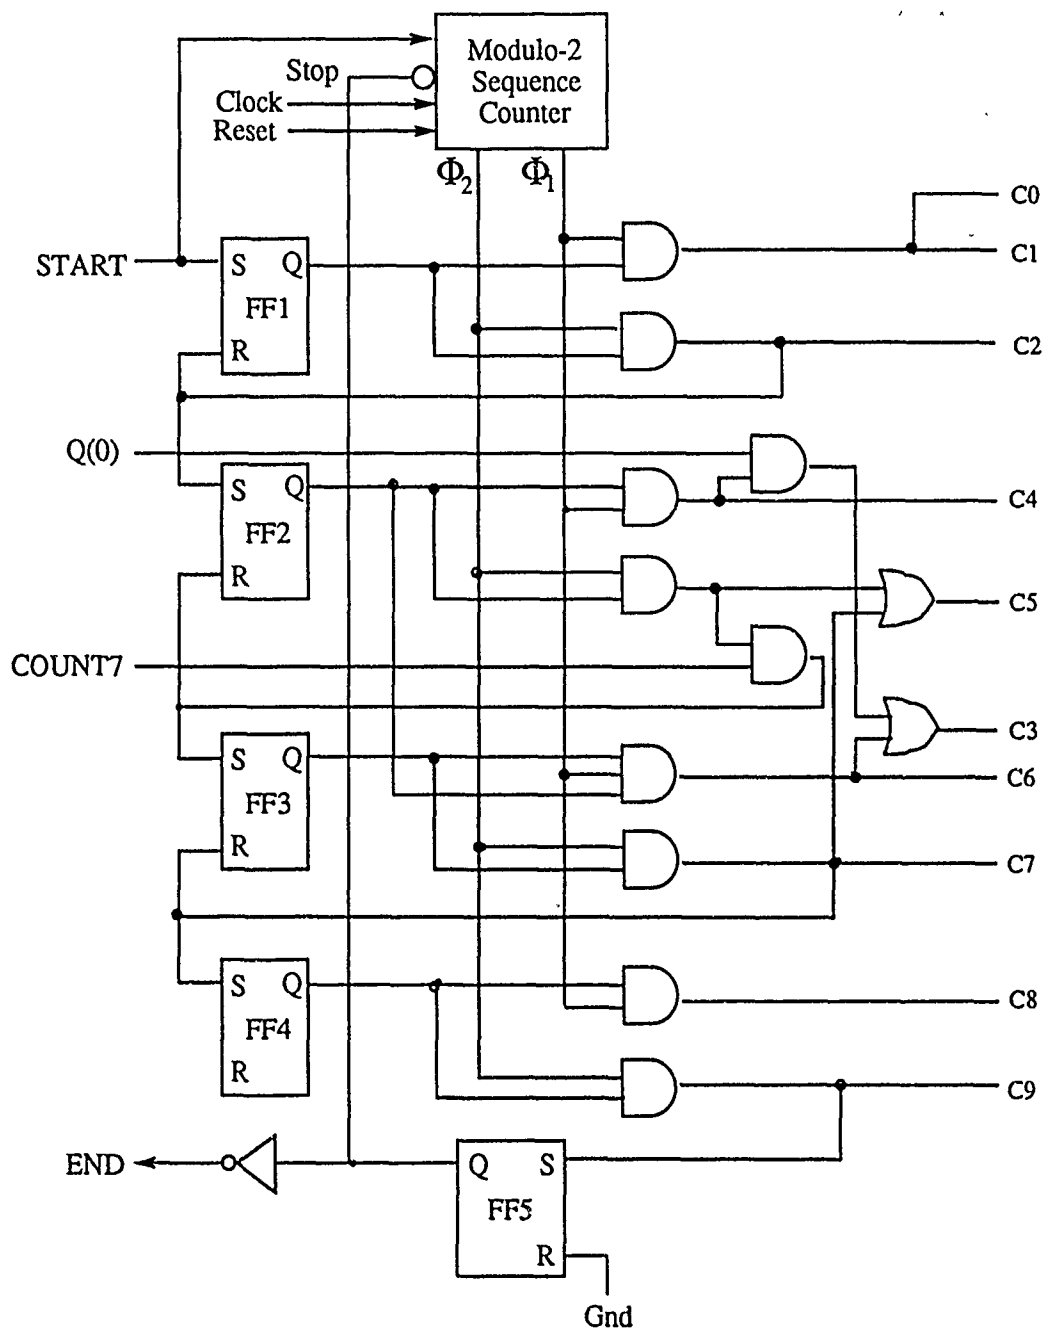 Modulo-2
Sequence
Counter
Stop
Clock
Reset
Φ2
Φ1
C0
START
S
Q
FF1
R
C1
C2
Q(0)
S
Q
FF2
R
C4
C5
COUNT7
S
Q
FF3
R
C3
C6
C7
S
Q
FF4
R
C8
C9
END
Q
S
FF5
R
Gnd